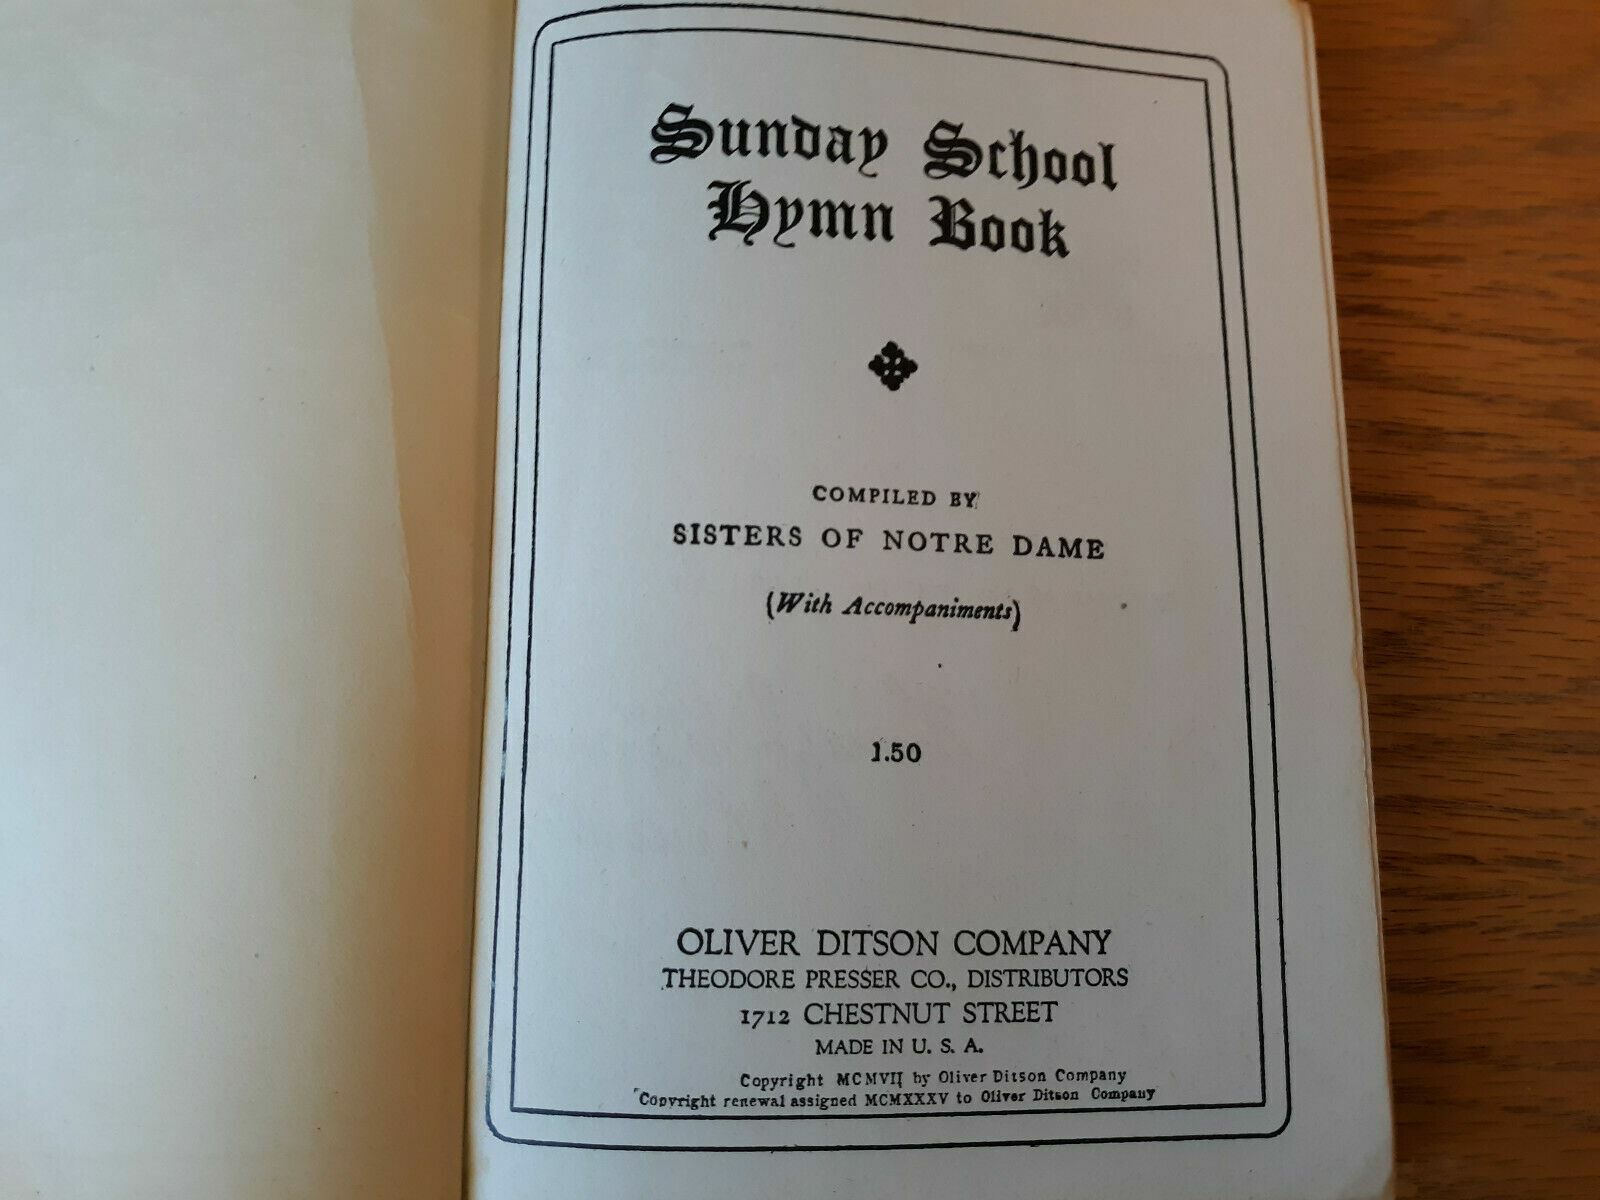 Sunday School
Hymn Book
COMPILED BY
SISTERS OF NOTRE DAME
(With Accompaniments)
1.50
OLIVER DITSON COMPANY
THEODORE PRESSER CO., DISTRIBUTORS
1712 CHESTNUT STREET
MADE IN U. S. A.
Copyright MCMVII by Oliver Ditson Company
Copyright renewal assigned MCMXXXV to Oliver Ditson Company